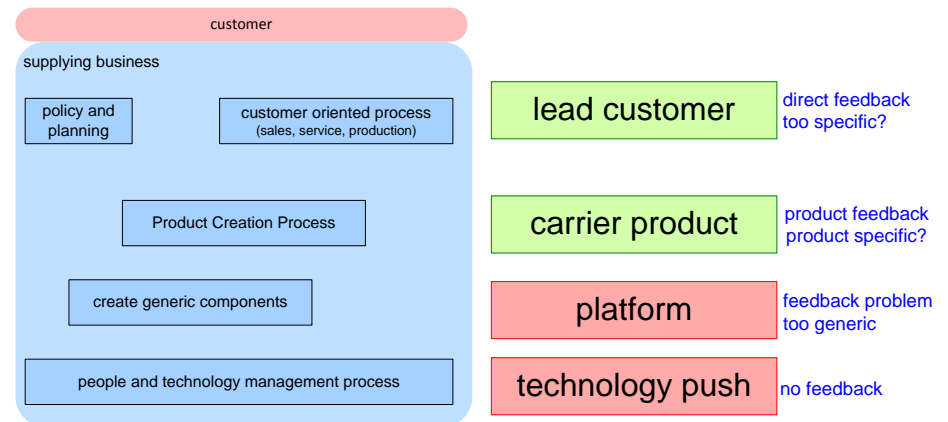 customer
supplying business
policy and
planning
customer oriented process
(sales, service, production)
lead customer
direct feedback
too specific?
Product Creation Process
carrier product
product feedback
product specific?
create generic components
platform
feedback problem
too generic
people and technology management process
technology push
no feedback